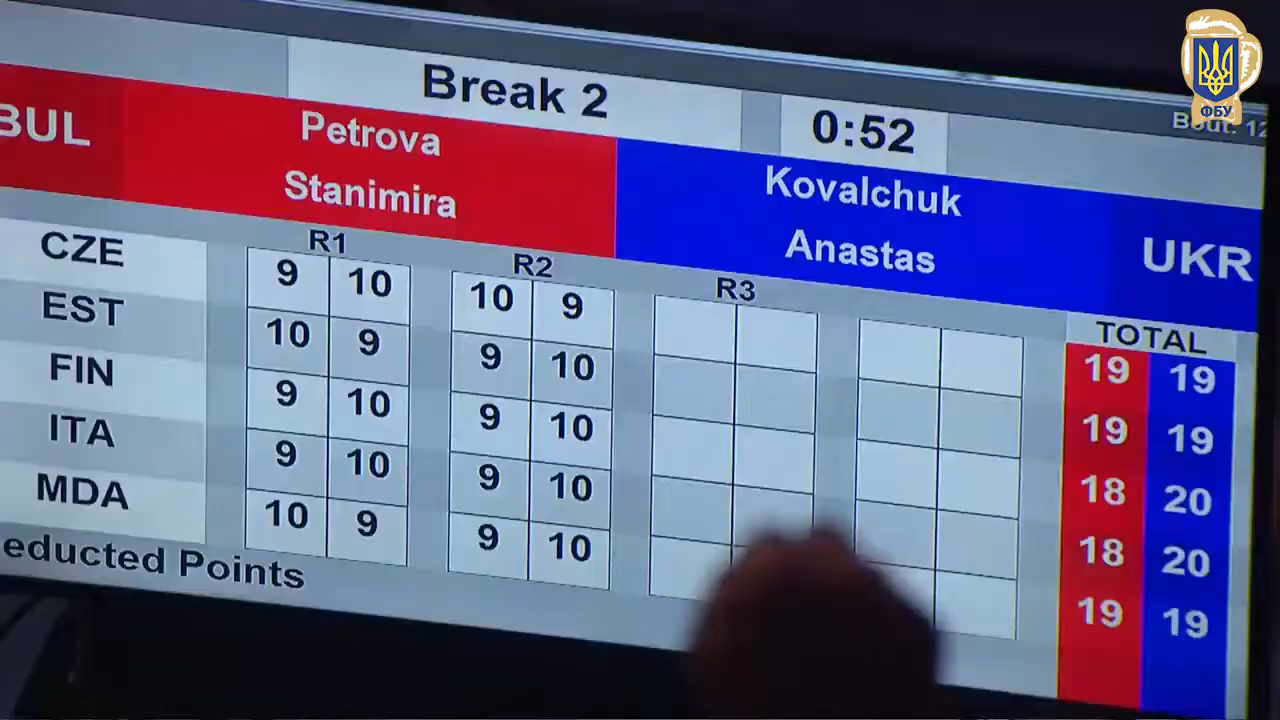 ФБУ
Break 2 0:52 Bout: 12
BUL Petrova Stanimira
Kovalchuk Anastas UKR
R1 R2 R3 TOTAL
CZE 9 10 10 9 19 19
EST 10 9 9 10 19 19
FIN 9 10 9 10 18 20
ITA 9 10 9 10 18 20
MDA 10 9 9 10 19 19
educted Points